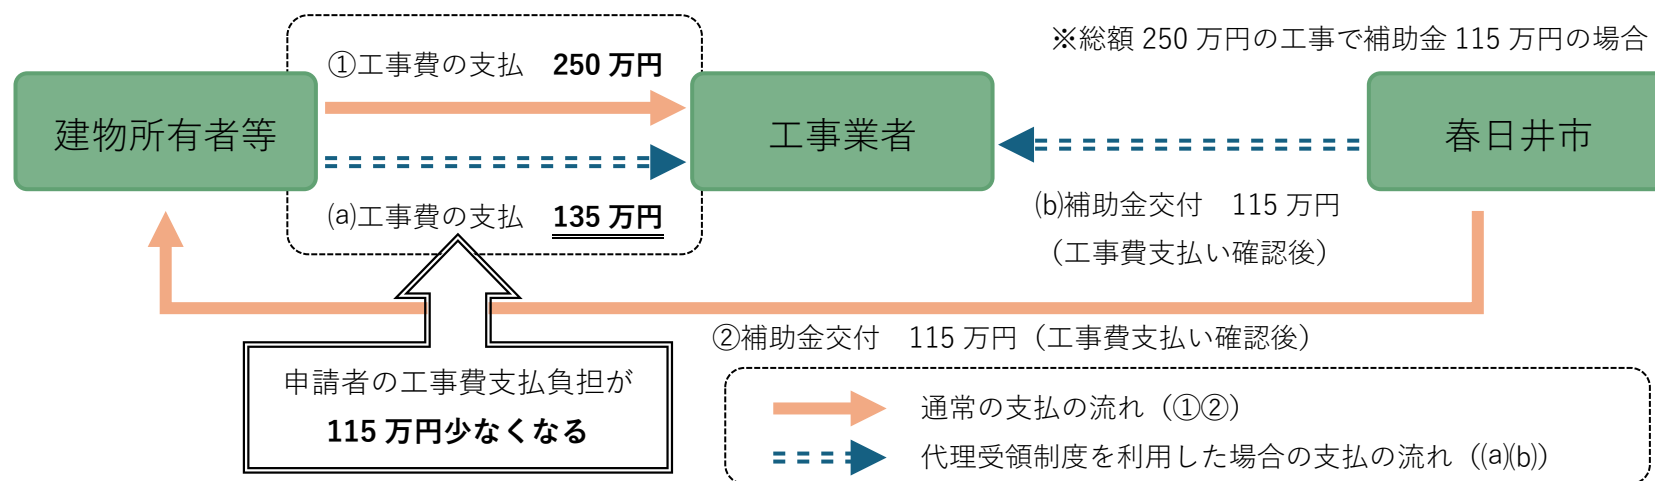 ※総額 250 万円の工事で補助金 115 万円の場合
①工事費の支払　250 万円
建物所有者等
工事業者
春日井市
⒜工事費の支払　135 万円
⒝補助金交付　115 万円
（工事費支払い確認後）
②補助金交付　115 万円（工事費支払い確認後）
申請者の工事費支払負担が
115 万円少なくなる
通常の支払の流れ（①②）
代理受領制度を利用した場合の支払の流れ（⒜⒝）